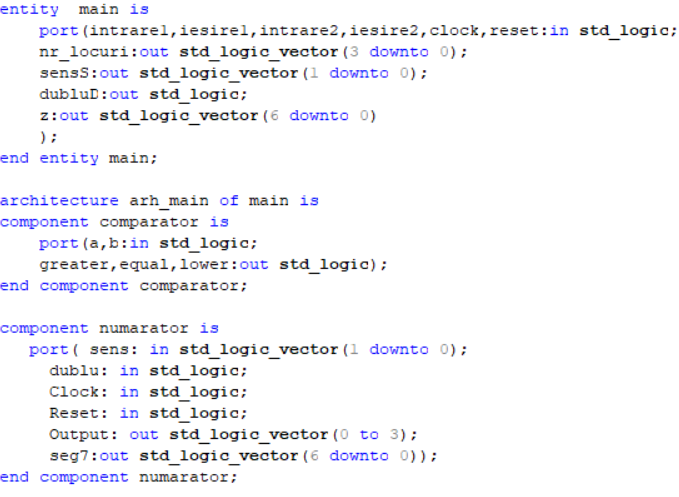 entity  main is
    port(intrare1,iesire1,intrare2,iesire2,clock,reset:in std_logic;
    nr_locuri:out std_logic_vector(3 downto 0);
    sensS:out std_logic_vector(1 downto 0);
    dubluD:out std_logic;
    z:out std_logic_vector(6 downto 0)
    );
end entity main;

architecture arh_main of main is
component comparator is
    port(a,b:in std_logic;
    greater,equal,lower:out std_logic);
end component comparator;

component numarator is
   port( sens: in std_logic_vector(1 downto 0);
     dublu: in std_logic;
     Clock: in std_logic;
     Reset: in std_logic;
     Output: out std_logic_vector(0 to 3);
     seg7:out std_logic_vector(6 downto 0));
end component numarator;